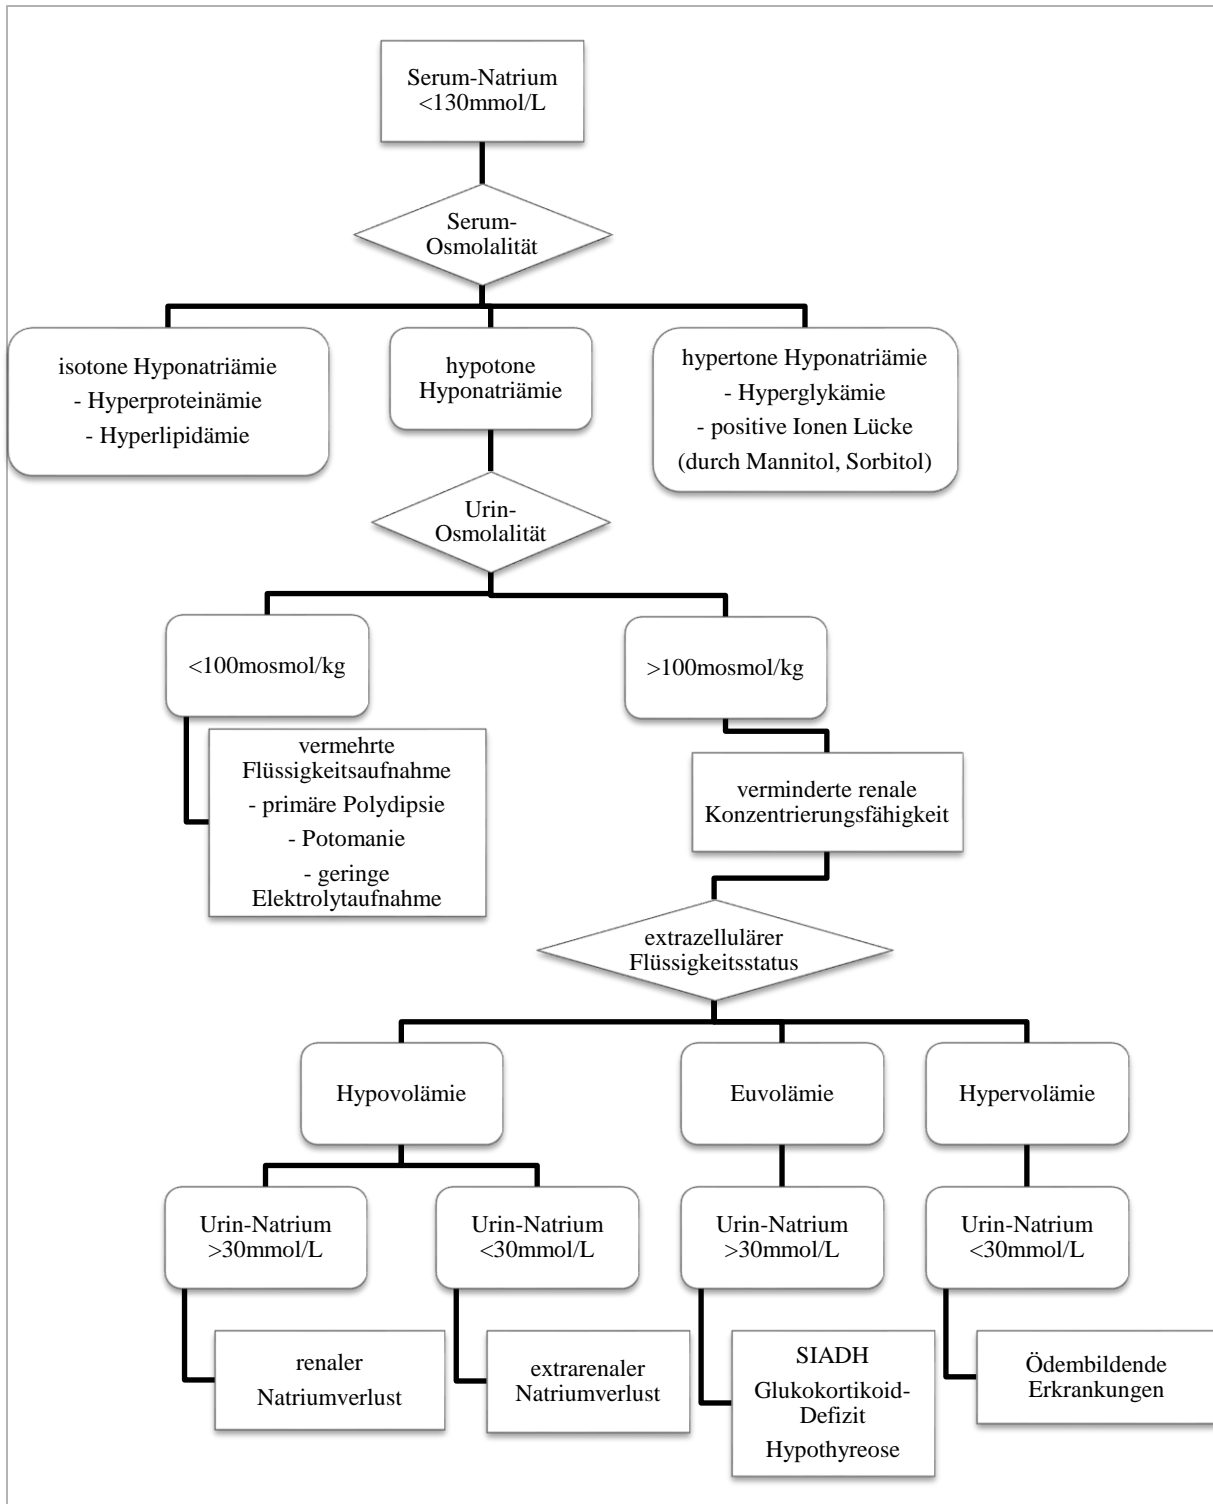 Serum-Natrium
<130mmol/L
Serum-
Osmolalität
isotone Hyponatriämie
- Hyperproteinämie
- Hyperlipidämie
hypotone
Hyponatriämie
hypertone Hyponatriämie
- Hyperglykämie
- positive Ionen Lücke
(durch Mannitol, Sorbitol)
Urin-
Osmolalität
<100mosmol/kg
>100mosmol/kg
vermehrte
Flüssigkeitsaufnahme
- primäre Polydipsie
- Potomanie
- geringe
Elektrolytaufnahme
verminderte renale
Konzentrierungsfähigkeit
extrazellulärer
Flüssigkeitsstatus
Hypovolämie
Euvolämie
Hypervolämie
Urin-Natrium
>30mmol/L
Urin-Natrium
<30mmol/L
Urin-Natrium
>30mmol/L
Urin-Natrium
<30mmol/L
renaler
Natriumverlust
extrarenaler
Natriumverlust
SIADH
Glukokortikoid-
Defizit
Hypothyreose
Ödembildende
Erkrankungen